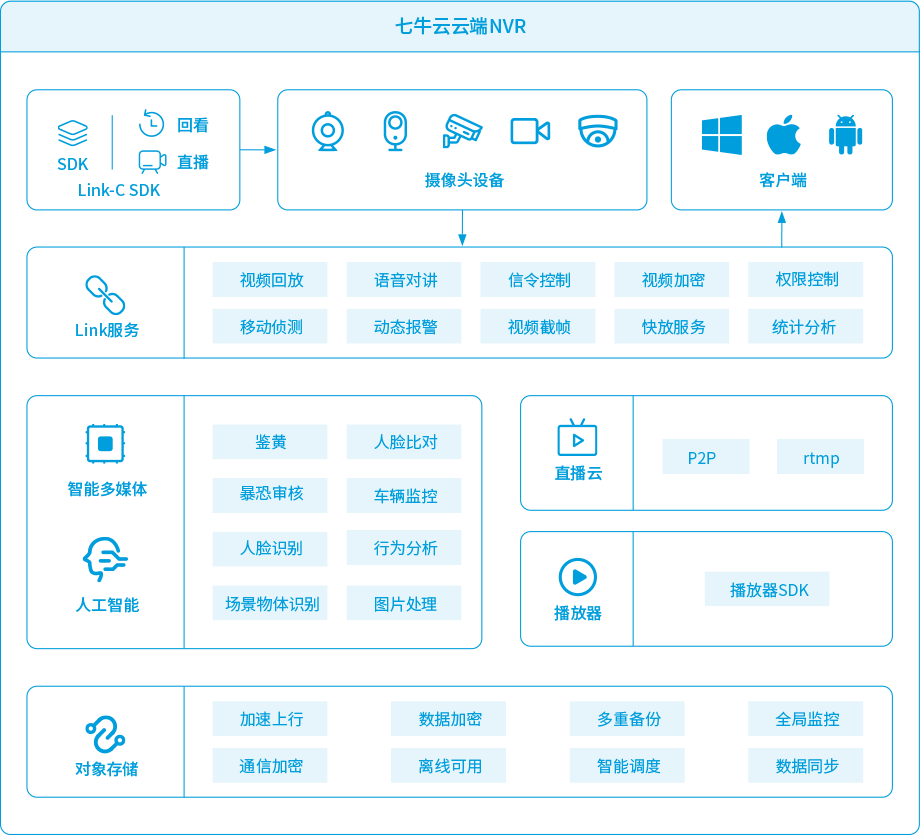 七牛云云端NVR
SDK
回看
直播
Link-C SDK
摄像头设备
客户端
Link服务
视频回放
语音对讲
信令控制
视频加密
权限控制
移动侦测
动态报警
视频截帧
快放服务
统计分析
智能多媒体
人工智能
鉴黄
人脸比对
暴恐审核
车辆监控
人脸识别
行为分析
场景物体识别
图片处理
直播云
P2P
rtmp
播放器
播放器SDK
对象存储
加速上行
数据加密
多重备份
全局监控
通信加密
离线可用
智能调度
数据同步